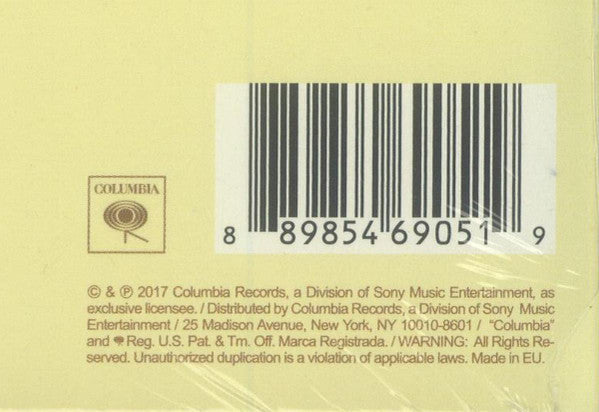 COLUMBIA
8 89854 69051 9
© & ℗ 2017 Columbia Records, a Division of Sony Music Entertainment, as
exclusive licensee. / Distributed by Columbia Records, a Division of Sony Music
Entertainment / 25 Madison Avenue, New York, NY 10010-8601 / "Columbia"
and Reg. U.S. Pat. & Tm. Off. Marca Registrada. / WARNING: All Rights Re-
served. Unauthorized duplication is a violation of applicable laws. Made in EU.